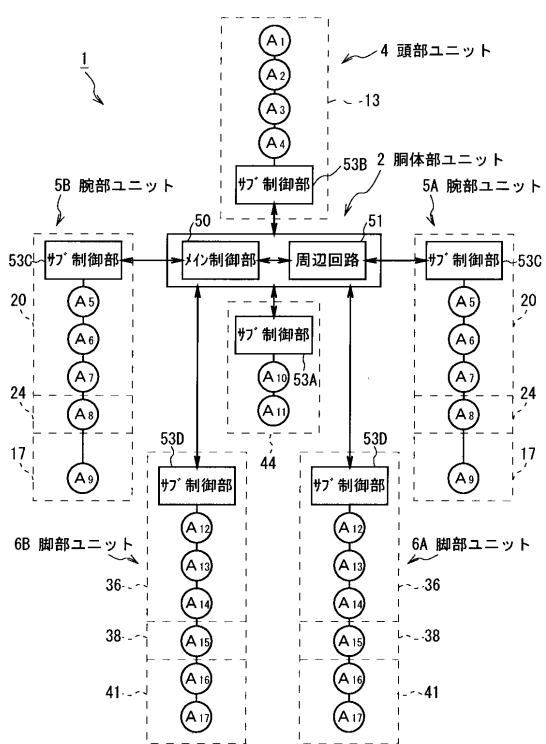 1
A1
A2
A3
A4
サブ制御部
4 頭部ユニット
13
53B
2 胴体部ユニット
5B 腕部ユニット
5A 腕部ユニット
50
51
メイン制御部
周辺回路
53C
サブ制御部
A5
A6
A7
A8
A9
20
24
17
サブ制御部
53C
A5
A6
A7
A8
A9
20
24
17
サブ制御部
53A
A10
A11
44
53D
サブ制御部
A12
A13
A14
A15
A16
A17
6B 脚部ユニット
36
38
41
53D
サブ制御部
A12
A13
A14
A15
A16
A17
6A 脚部ユニット
36
38
41